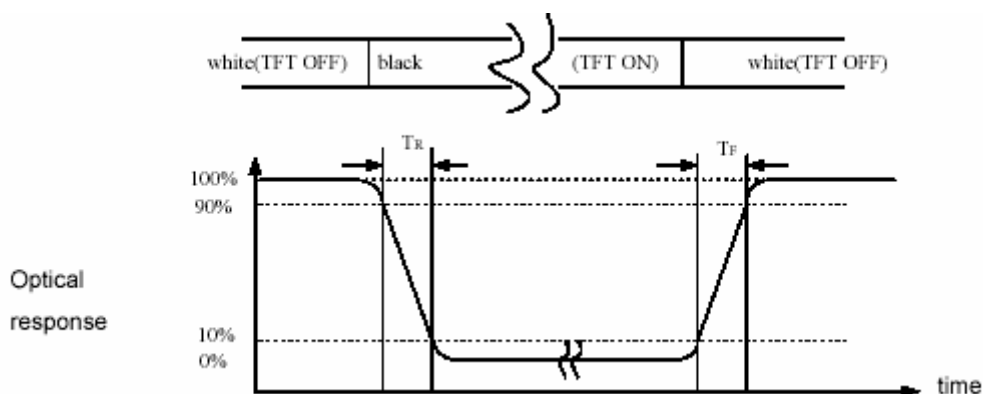 white(TFT OFF) black (TFT ON) white(TFT OFF)
TR TF
100%
90%
Optical
response
10%
0%
time